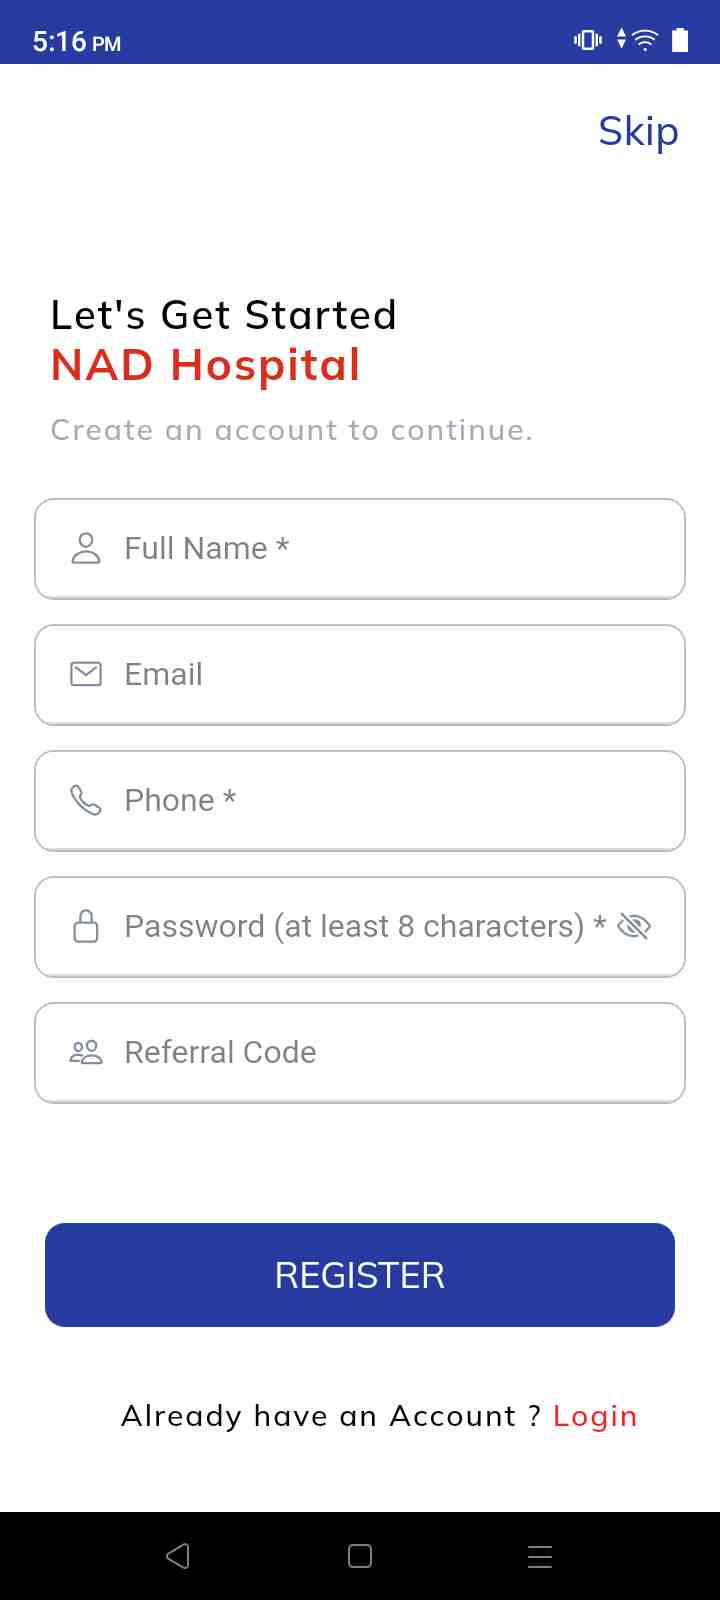 5:16 PM
Skip
Let's Get Started
NAD Hospital
Create an account to continue.
Full Name *
Email
Phone *
Password (at least 8 characters) *
Referral Code
REGISTER
Already have an Account ? Login